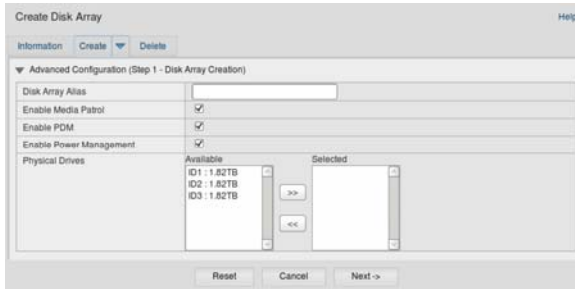 Create Disk Array
Help
Information Create Delete
Advanced Configuration (Step 1 - Disk Array Creation)
Disk Array Alias
Enable Media Patrol
Enable PDM
Enable Power Management
Physical Drives Available Selected
ID1 : 1.82TB
ID2 : 1.82TB
ID3 : 1.82TB
>>
<<
Reset Cancel Next ->